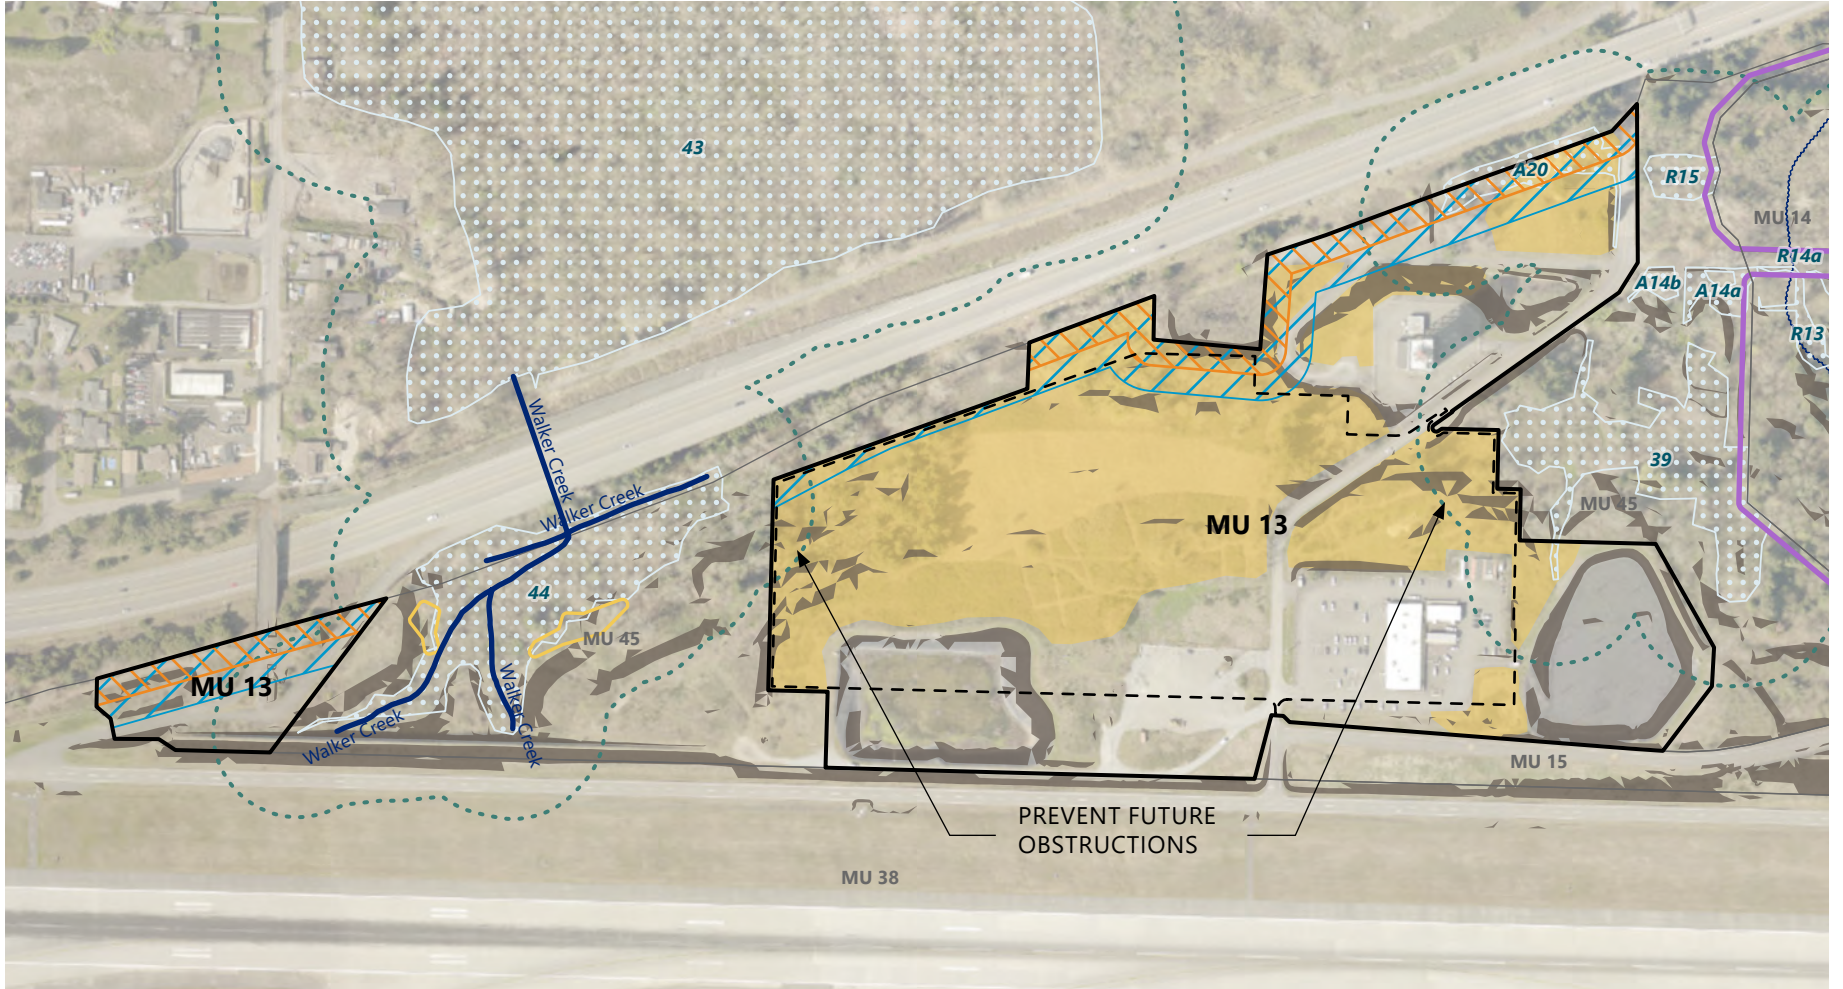 43
A20
R15
MU 14
R14a
A14b
A14a
R13
Walker Creek
39
Walker Creek
MU 45
MU 13
44
MU 45
MU 13
Walker Creek
Walker Creek
MU 15
PREVENT FUTURE
OBSTRUCTIONS
MU 38